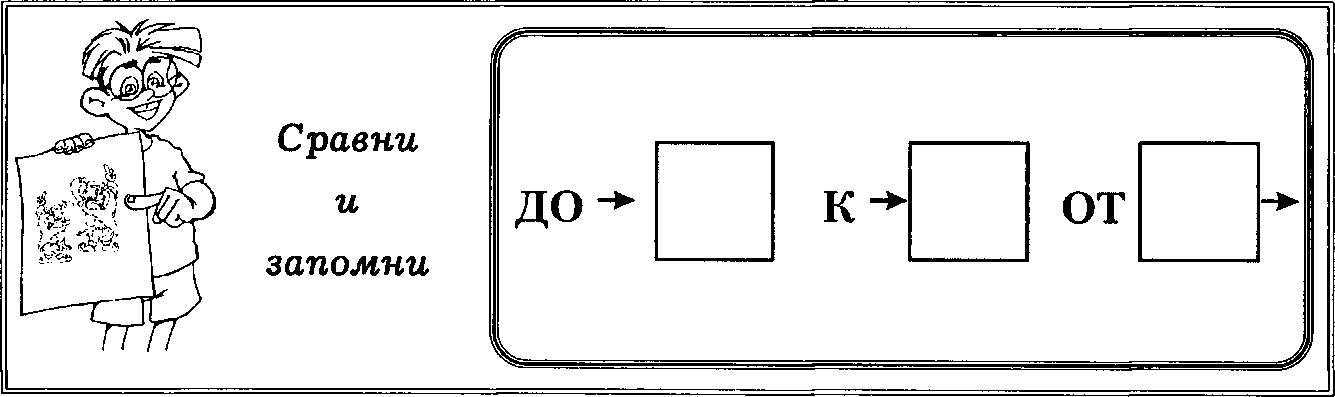 Сравни
и
запомни
ДО → К → ОТ →